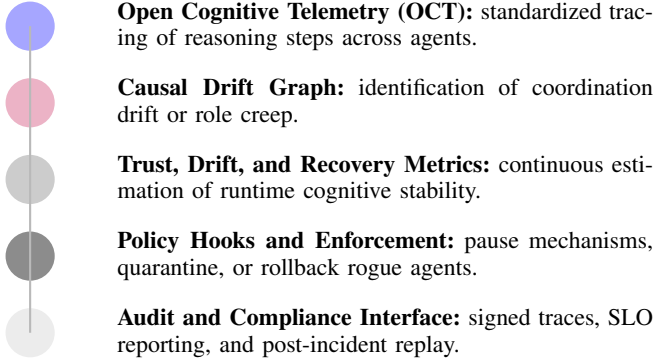 Open Cognitive Telemetry (OCT): standardized trac-
ing of reasoning steps across agents.
Causal Drift Graph: identification of coordination
drift or role creep.
Trust, Drift, and Recovery Metrics: continuous esti-
mation of runtime cognitive stability.
Policy Hooks and Enforcement: pause mechanisms,
quarantine, or rollback rogue agents.
Audit and Compliance Interface: signed traces, SLO
reporting, and post-incident replay.